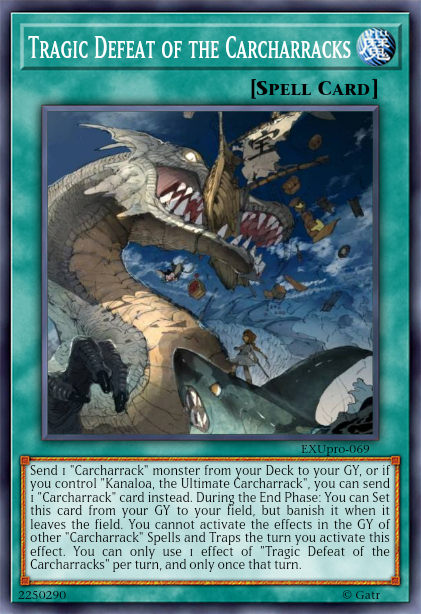 Tragic Defeat of the Carcharracks
魔
[Spell Card]
宝
EXUpro-069
Send 1 "Carcharrack" monster from your Deck to your GY, or if
you control "Kanaloa, the Ultimate Carcharrack", you can send
1 "Carcharrack" card instead. During the End Phase: You can Set
this card from your GY to your field, but banish it when it
leaves the field. You cannot activate the effects in the GY of
other "Carcharrack" Spells and Traps the turn you activate this
effect. You can only use 1 effect of "Tragic Defeat of the
Carcharracks" per turn, and only once that turn.
2250290
© Gatr